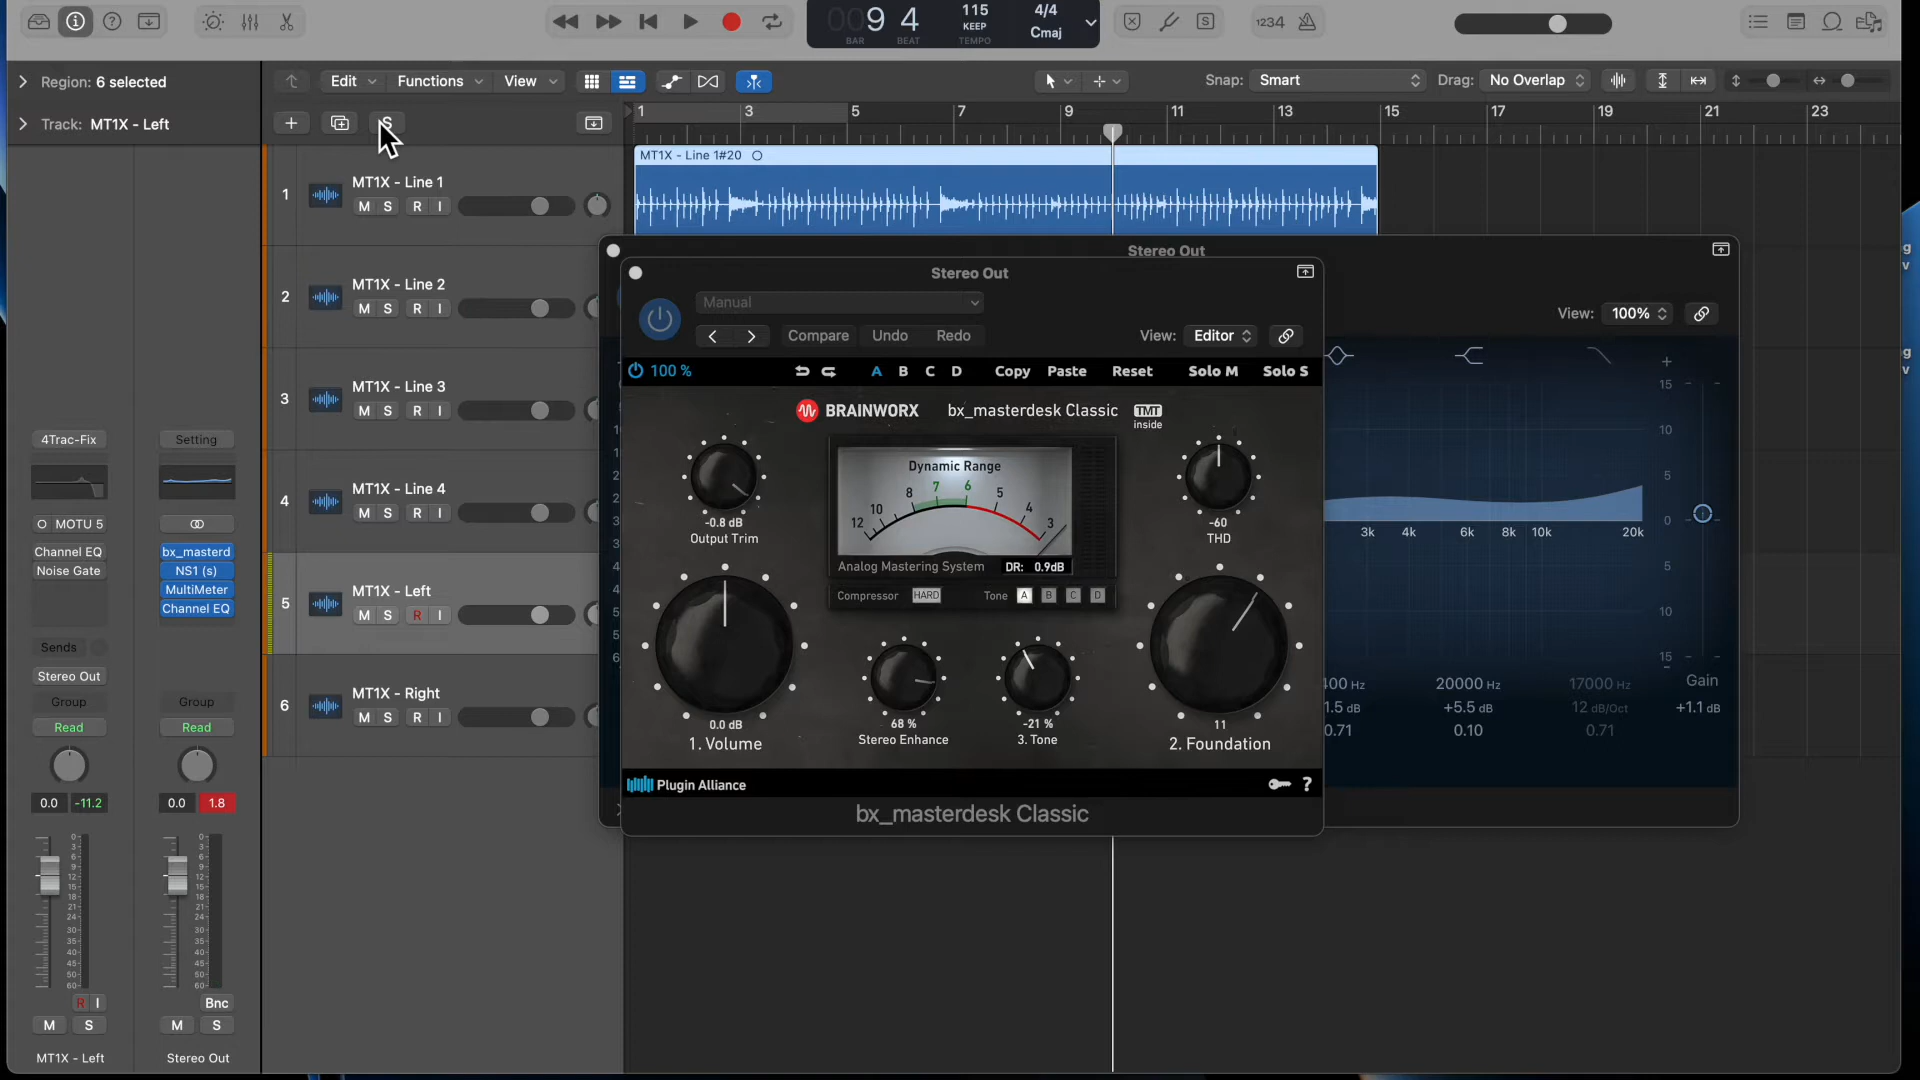 009 4
BAR BEAT
115
KEEP
TEMPO
4/4
Cmaj
1234
Region: 6 selected
Edit Functions View
Snap: Smart
Drag: No Overlap
Track: MT1X - Left
S
1 3 5 7 9 11 13 15 17 19 21 23
MT1X - Line 1#20
1 MT1X - Line 1
M S R I
2 MT1X - Line 2
M S R I
3 MT1X - Line 3
M S R I
4 MT1X - Line 4
M S R I
5 MT1X - Left
M S R I
6 MT1X - Right
M S R I
4Trac-Fix
MOTU 5
Channel EQ
Noise Gate
Sends
Stereo Out
Group
Read
0.0 -11.2
R I
M S
MT1X - Left
Setting
bx_masterd
NS1 (s)
MultiMeter
Channel EQ
Group
Read
0.0 1.8
Bnc
M S
Stereo Out
Stereo Out
View: 100%
Stereo Out
Manual
Compare Undo Redo
View: Editor
100 %
A B C D Copy Paste Reset Solo M Solo S
BRAINWORX bx_masterdesk Classic TMT
inside
Dynamic Range
12 10 8 7 6 5 4 3
Analog Mastering System DR: 0.9dB
Compressor HARD Tone A B C D
-0.8 dB
Output Trim
-60
THD
0.0 dB
1. Volume
68 %
Stereo Enhance
-21 %
3. Tone
11
2. Foundation
Plugin Alliance
?
bx_masterdesk Classic
3k 4k 6k 8k 10k 20k
15
10
5
0
5
10
15
20000 Hz
+5.5 dB
0.10
17000 Hz
12 dB/Oct
0.71
Gain
+1.1 dB